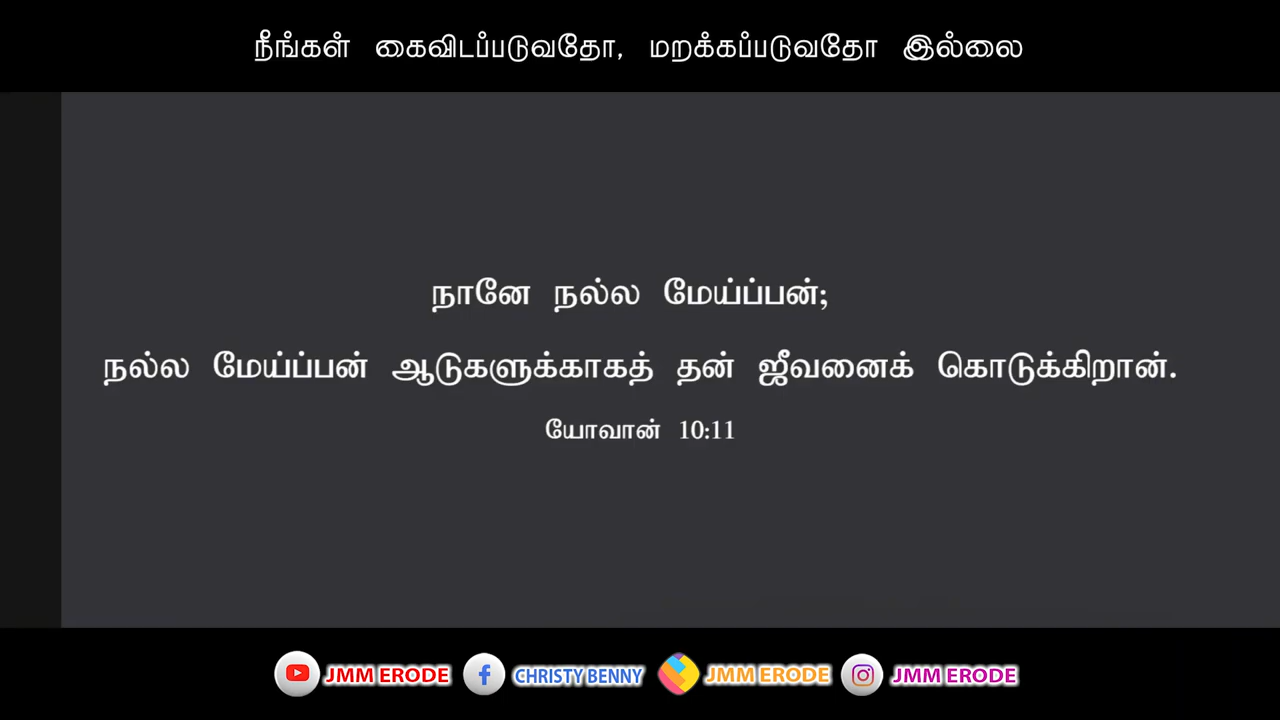 நீங்கள் கைவிடப்படுவதோ, மறக்கப்படுவதோ இல்லை
நானே நல்ல மேய்ப்பன்;
நல்ல மேய்ப்பன் ஆடுகளுக்காகத் தன் ஜீவனைக் கொடுக்கிறான்.
யோவான் 10:11
JMM ERODE CHRISTY BENNY JMM ERODE JMM ERODE